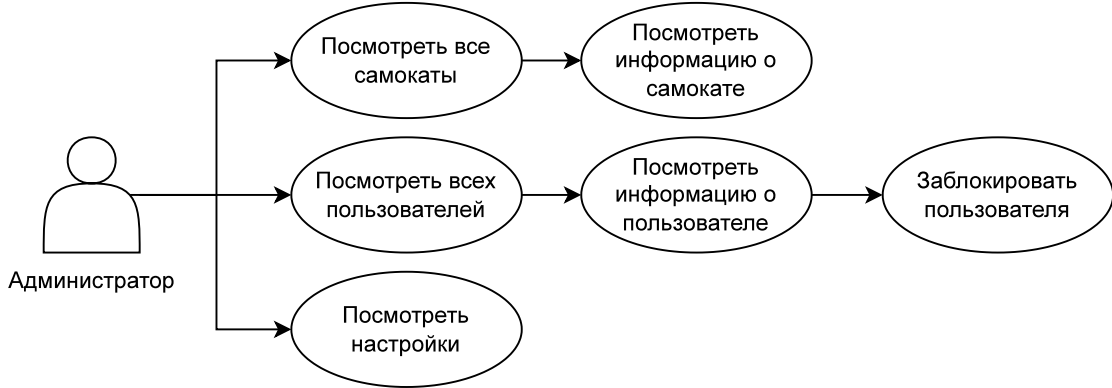 Посмотреть все
самокаты
Посмотреть
информацию о
самокате
Администратор
Посмотреть всех
пользователей
Посмотреть
информацию о
пользователе
Заблокировать
пользователя
Посмотреть
настройки